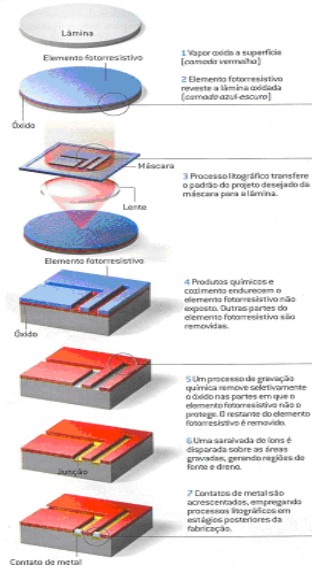 Lâmina
Elemento fotorresistivo
1 Vapor oxida a superfície
[camada vermelha]
2 Elemento fotorresistivo
reveste a lâmina oxidada
[camada azul-escuro]
Óxido
Máscara
3 Processo litográfico transfere
o padrão do projeto desejado da
máscara para a lâmina.
Lente
Elemento fotorresistivo
4 Produtos químicos e
cozimento endurecem o
elemento fotorresistivo não
exposto. Outras partes do
elemento fotorresistivo são
removidas.
Óxido
5 Um processo de gravação
química remove seletivamente
o óxido nas partes em que o
elemento fotorresistivo não o
protege. O restante do elemento
fotorresistivo é removido.
6 Uma saraivada de íons é
disparada sobre as áreas
gravadas, gerando regiões de
fonte e dreno.
Junção
7 Contatos de metal são
acrescentados, empregando
processos litográficos em
estágios posteriores da
fabricação.
Contato de metal